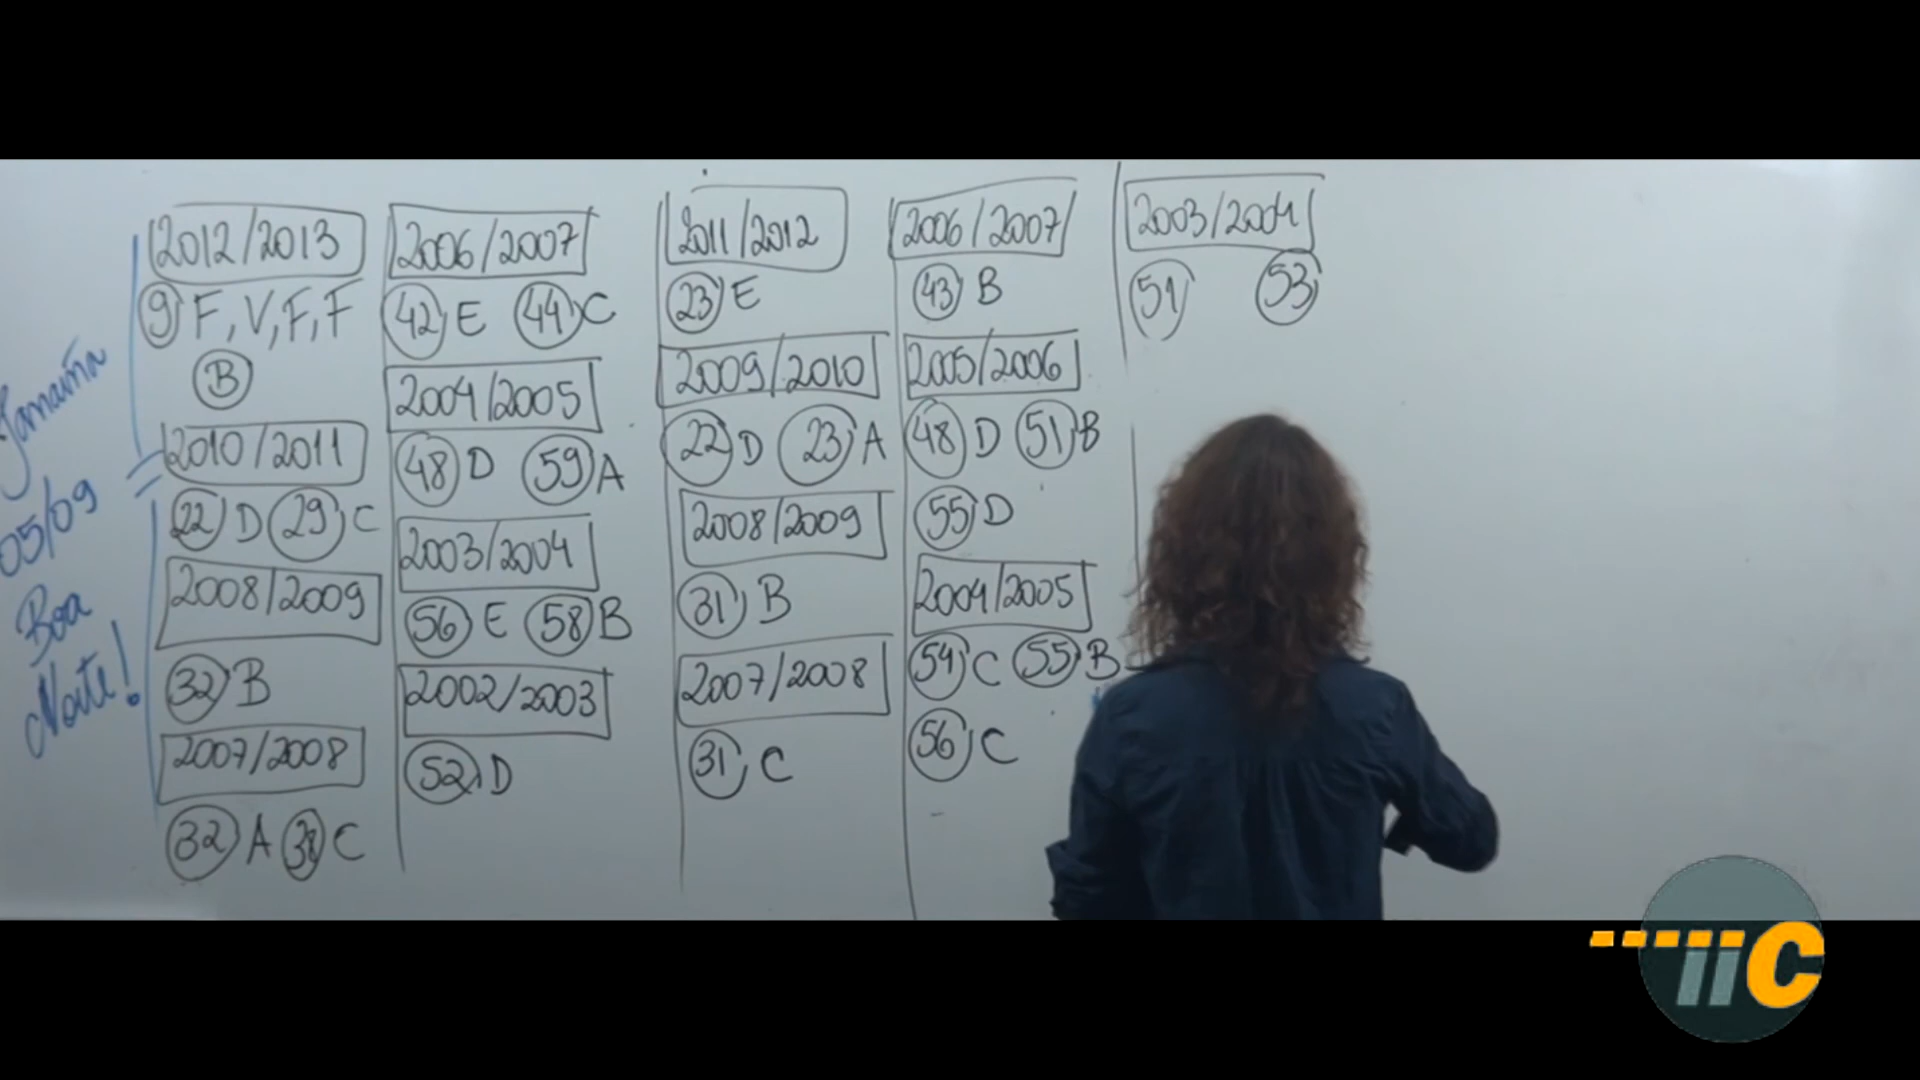 Janaína
05/09
Boa
Noite!
2012/2013
9 F, V, F, F
B
2010/2011
22 D 29 C
2008/2009
32 B
2007/2008
32 A 38 C
2006/2007
42 E 44 C
2004/2005
48 D 59 A
2003/2004
56 E 58 B
2002/2003
52 D
2011/2012
23 E
2009/2010
22 D 23 A
2008/2009
31 B
2007/2008
31 C
2006/2007
43 B
2005/2006
48 D 51 B
55 D
2004/2005
54 C 55 B
56 C
2003/2004
51 53
iiC